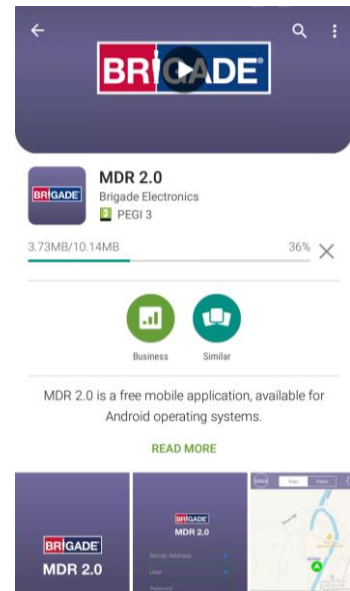 BRIGADE
BRIGADE
MDR 2.0
Brigade Electronics
3 PEGI 3
3.73MB/10.14MB 36%
Business Similar
MDR 2.0 is a free mobile application, available for
Android operating systems.
READ MORE
BRIGADE
MDR 2.0
BRIGADE
MDR 2.0
Server Address
User
Password
Map Video